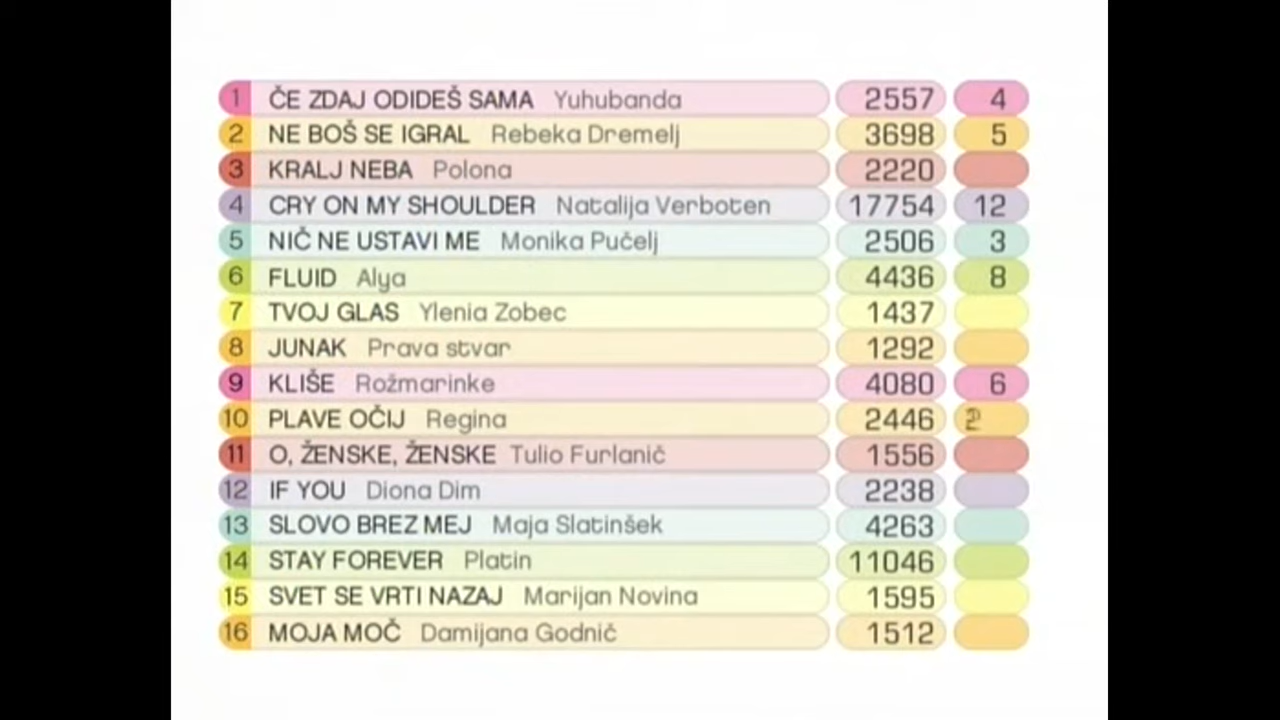 1 ČE ZDAJ ODIDEŠ SAMA Yuhubanda 2557 4
2 NE BOŠ SE IGRAL Rebeka Dremelj 3698 5
3 KRALJ NEBA Polona 2220
4 CRY ON MY SHOULDER Natalija Verboten 17754 12
5 NIČ NE USTAVI ME Monika Pučelj 2506 3
6 FLUID Alya 4436 8
7 TVOJ GLAS Ylenia Zobec 1437
8 JUNAK Prava stvar 1292
9 KLIŠE Rožmarinke 4080 6
10 PLAVE OČIJ Regina 2446 2
11 O, ŽENSKE, ŽENSKE Tulio Furlanič 1556
12 IF YOU Diona Dim 2238
13 SLOVO BREZ MEJ Maja Slatinšek 4263
14 STAY FOREVER Platin 11046
15 SVET SE VRTI NAZAJ Marijan Novina 1595
16 MOJA MOČ Damijana Godnič 1512